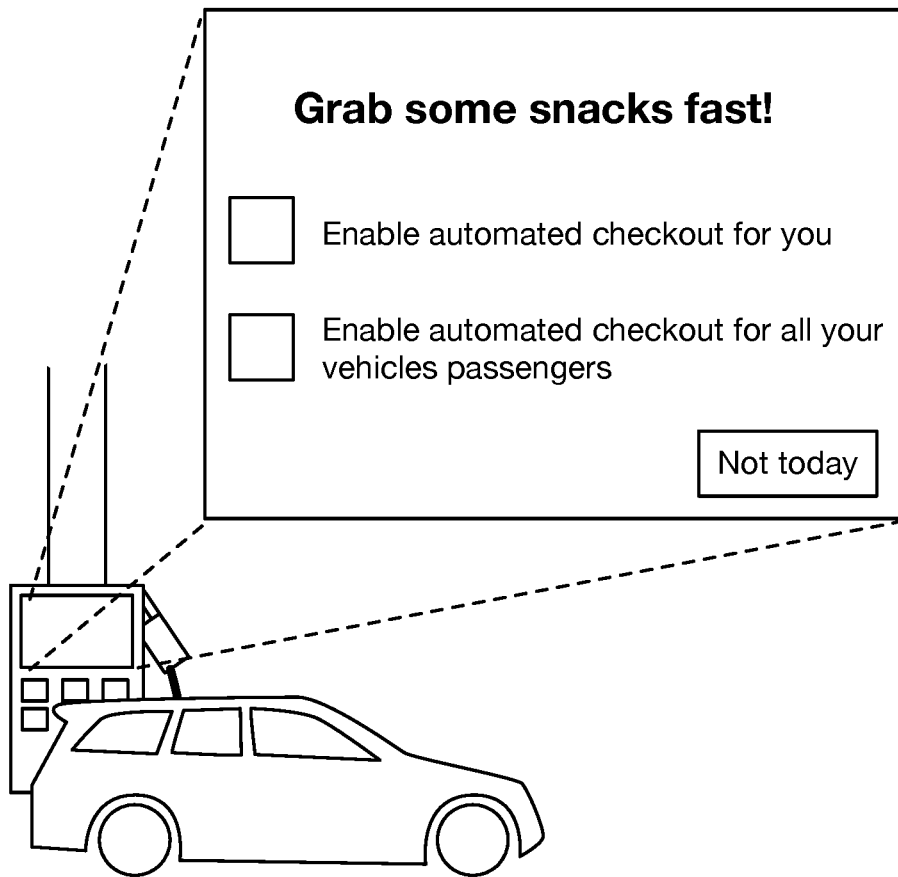 Grab some snacks fast!
Enable automated checkout for you
Enable automated checkout for all your
vehicles passengers
Not today